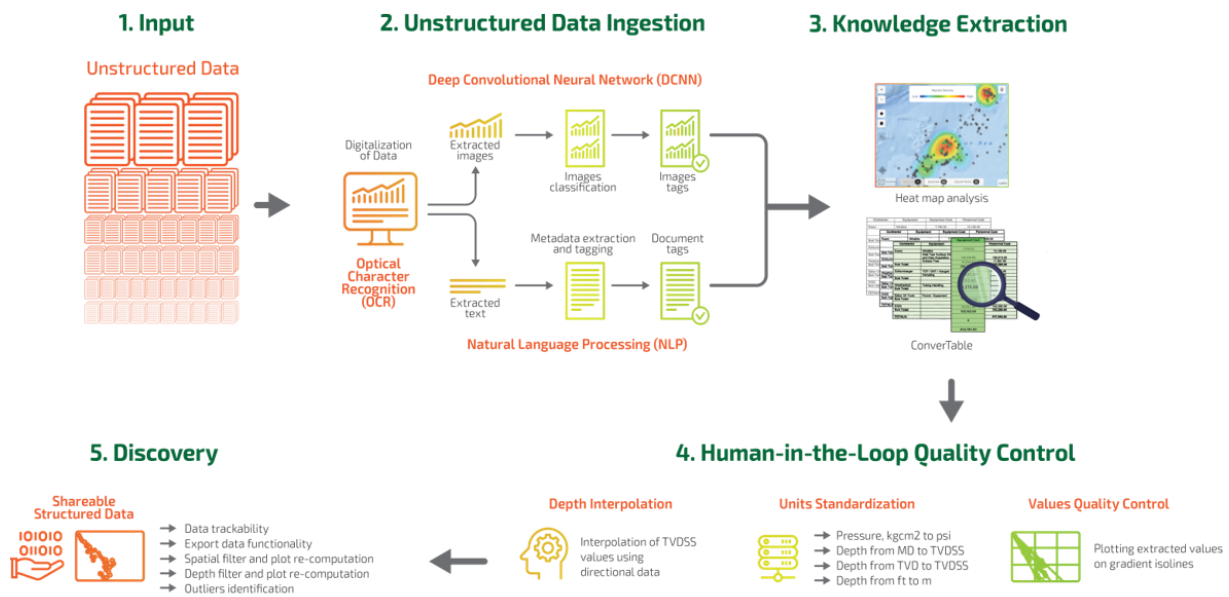 1. Input
2. Unstructured Data Ingestion
3. Knowledge Extraction
Unstructured Data
Deep Convolutional Neural Network (DCNN)
Digitalization
of Data
Extracted
images
Images
classification
Images
tags
Optical
Character
Recognition
(OCR)
Metadata extraction
and tagging
Document
tags
Extracted
text
Natural Language Processing (NLP)
Heat map analysis
ConverTable
4. Human-in-the-Loop Quality Control
Depth Interpolation
Interpolation of TVDSS
values using
directional data
Units Standardization
Pressure, kgcm2 to psi
Depth from MD to TVDSS
Depth from TVD to TVDSS
Depth from ft to m
Values Quality Control
Plotting extracted values
on gradient isolines
5. Discovery
Shareable
Structured Data
101010
011010
Data trackability
Export data functionality
Spatial filter and plot re-computation
Depth filter and plot re-computation
Outliers identification